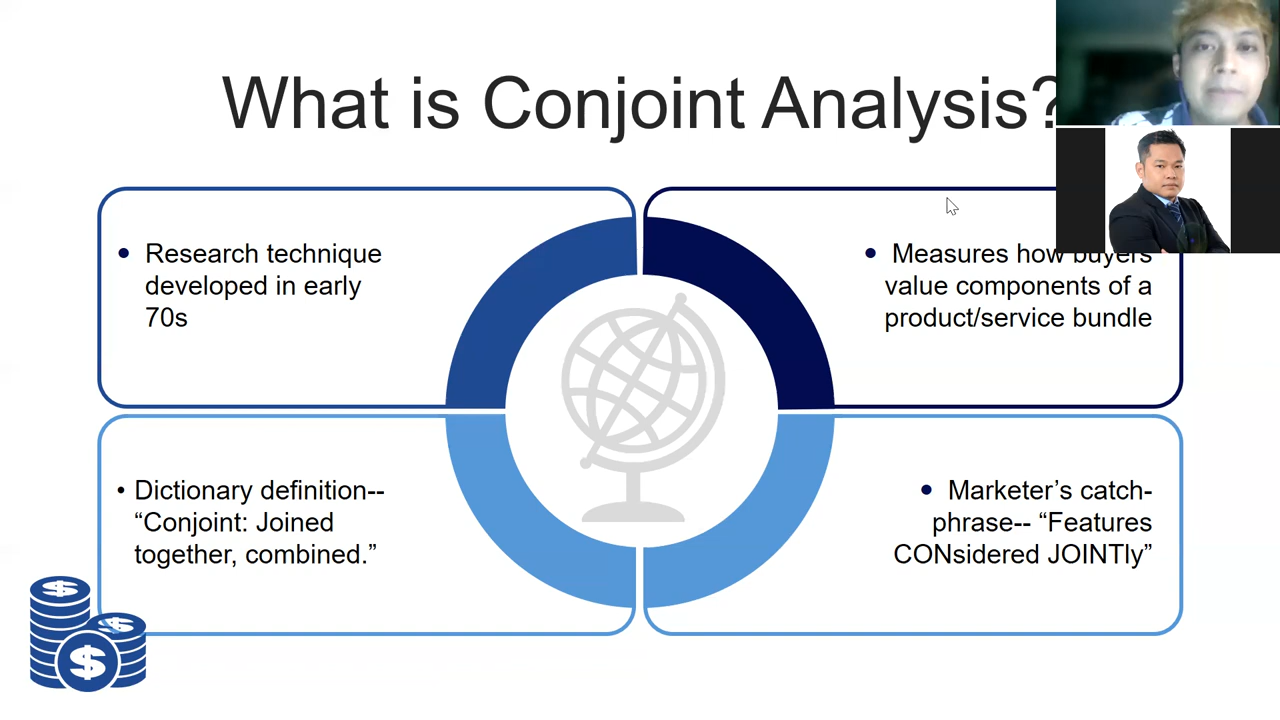 What is Conjoint Analysis?
• Research technique
developed in early
70s
• Measures how buyers
value components of a
product/service bundle
• Dictionary definition--
“Conjoint: Joined
together, combined.”
• Marketer’s catch-
phrase-- “Features
CONsidered JOINTly”
$
$
$